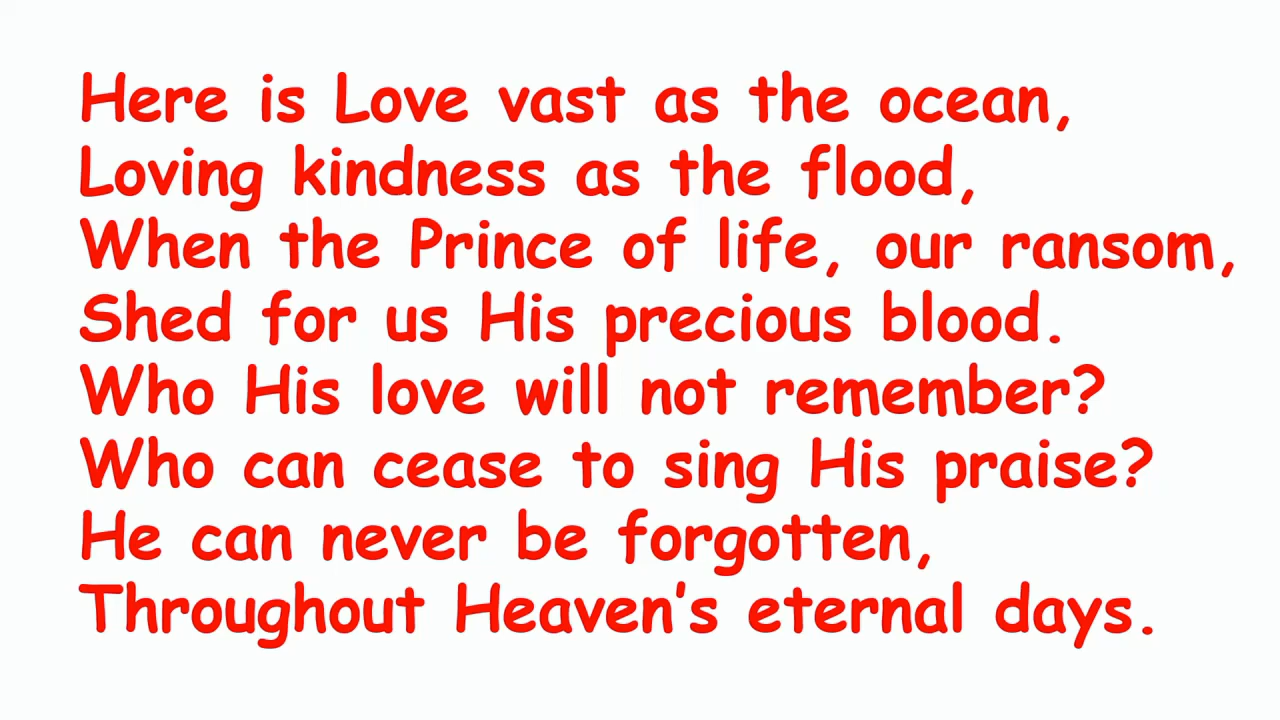 Here is Love vast as the ocean,
Loving kindness as the flood,
When the Prince of life, our ransom,
Shed for us His precious blood.
Who His love will not remember?
Who can cease to sing His praise?
He can never be forgotten,
Throughout Heaven's eternal days.